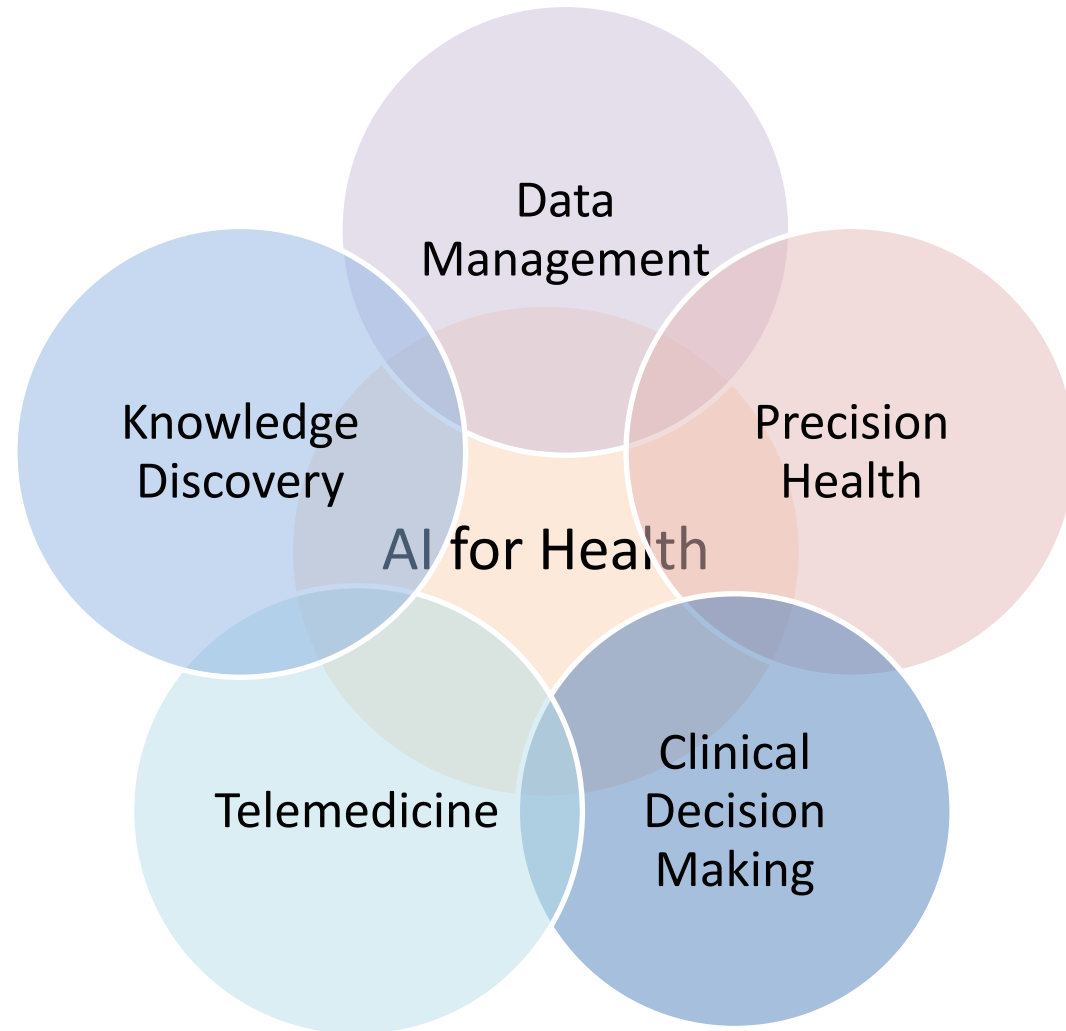 Data
Management
Knowledge
Discovery
Precision
Health
AI for Health
Telemedicine
Clinical
Decision
Making